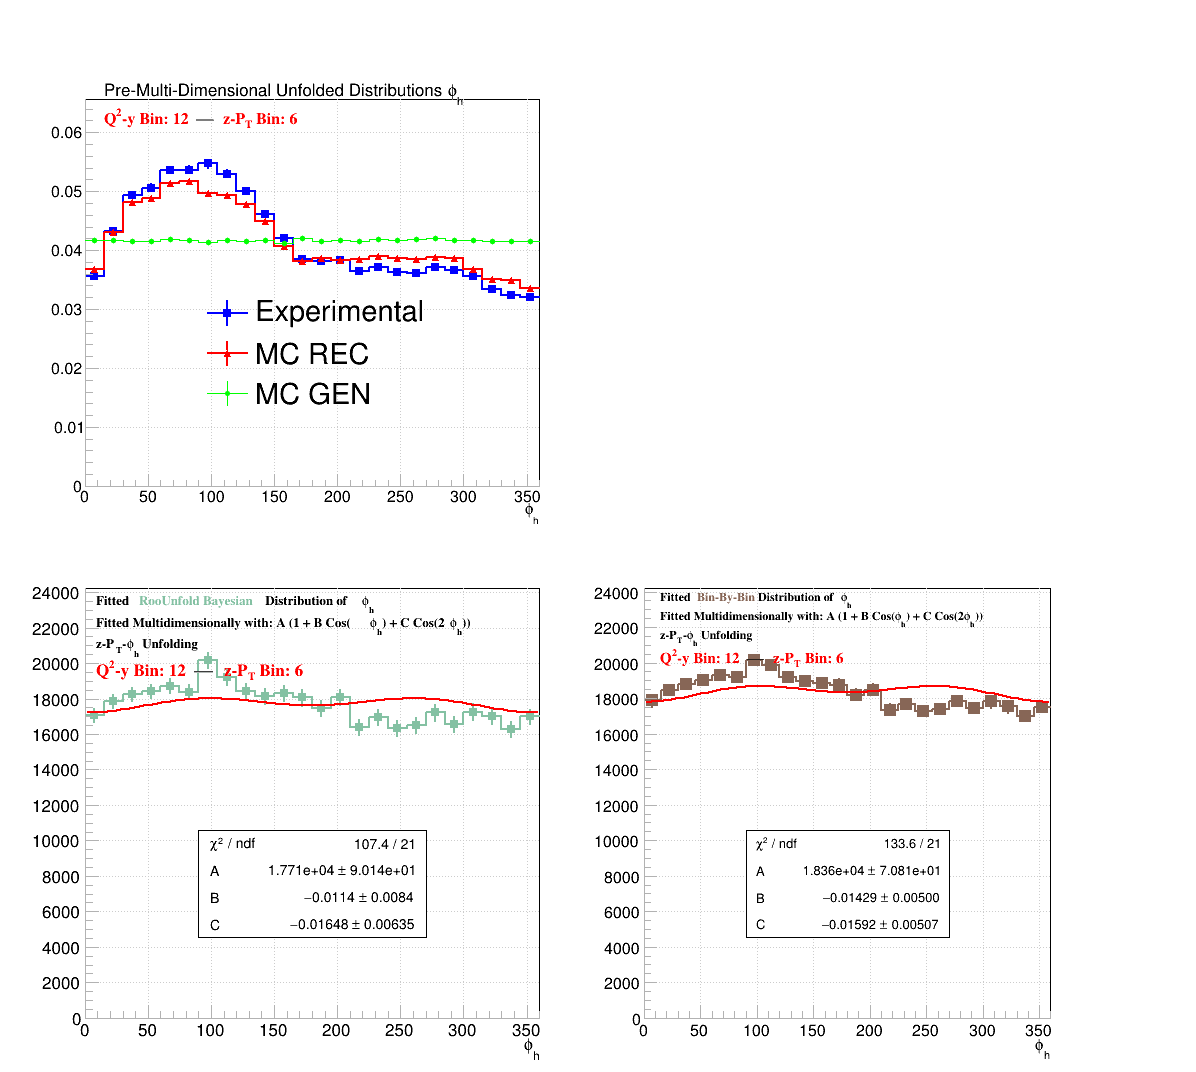 Pre-Multi-Dimensional Unfolded Distributions ϕh
Q2-y Bin: 12 — z-PT Bin: 6
0.06
0.05
0.04
0.03
0.02
0.01
0
Experimental
MC REC
MC GEN
0 50 100 150 200 250 300 350
ϕh
24000
22000
20000
18000
16000
14000
12000
10000
8000
6000
4000
2000
0
Fitted RooUnfold Bayesian Distribution of ϕh
Fitted Multidimensionally with: A (1 + B Cos( ϕh) + C Cos(2 ϕh))
z-PT-ϕh Unfolding
Q2-y Bin: 12 — z-PT Bin: 6
χ2 / ndf 107.4 / 21
A 1.771e+04 ± 9.014e+01
B −0.0114 ± 0.0084
C −0.01648 ± 0.00635
0 50 100 150 200 250 300 350
ϕh
24000
22000
20000
18000
16000
14000
12000
10000
8000
6000
4000
2000
0
Fitted Bin-By-Bin Distribution of ϕh
Fitted Multidimensionally with: A (1 + B Cos(ϕh) + C Cos(2ϕh))
z-PT-ϕh Unfolding
Q2-y Bin: 12 — z-PT Bin: 6
χ2 / ndf 133.6 / 21
A 1.836e+04 ± 7.081e+01
B −0.01429 ± 0.00500
C −0.01592 ± 0.00507
0 50 100 150 200 250 300 350
ϕh